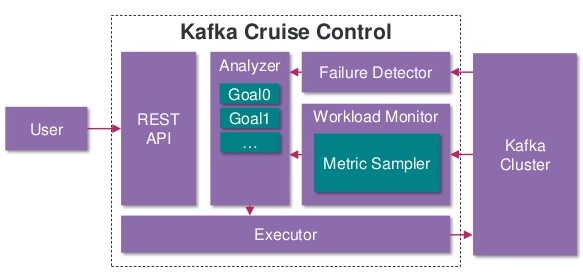 Kafka Cruise Control
User
REST
API
Analyzer
Goal0
Goal1
...
Failure Detector
Workload Monitor
Metric Sampler
Executor
Kafka
Cluster